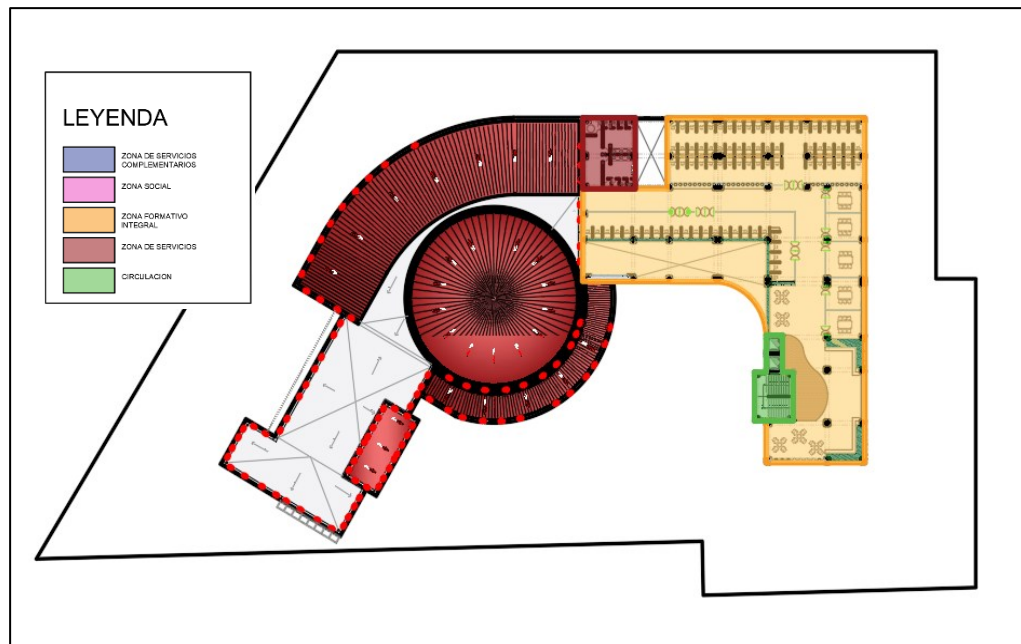 LEYENDA
ZONA DE SERVICIOS
COMPLEMENTARIOS
ZONA SOCIAL
ZONA FORMATIVO
INTEGRAL
ZONA DE SERVICIOS
CIRCULACION